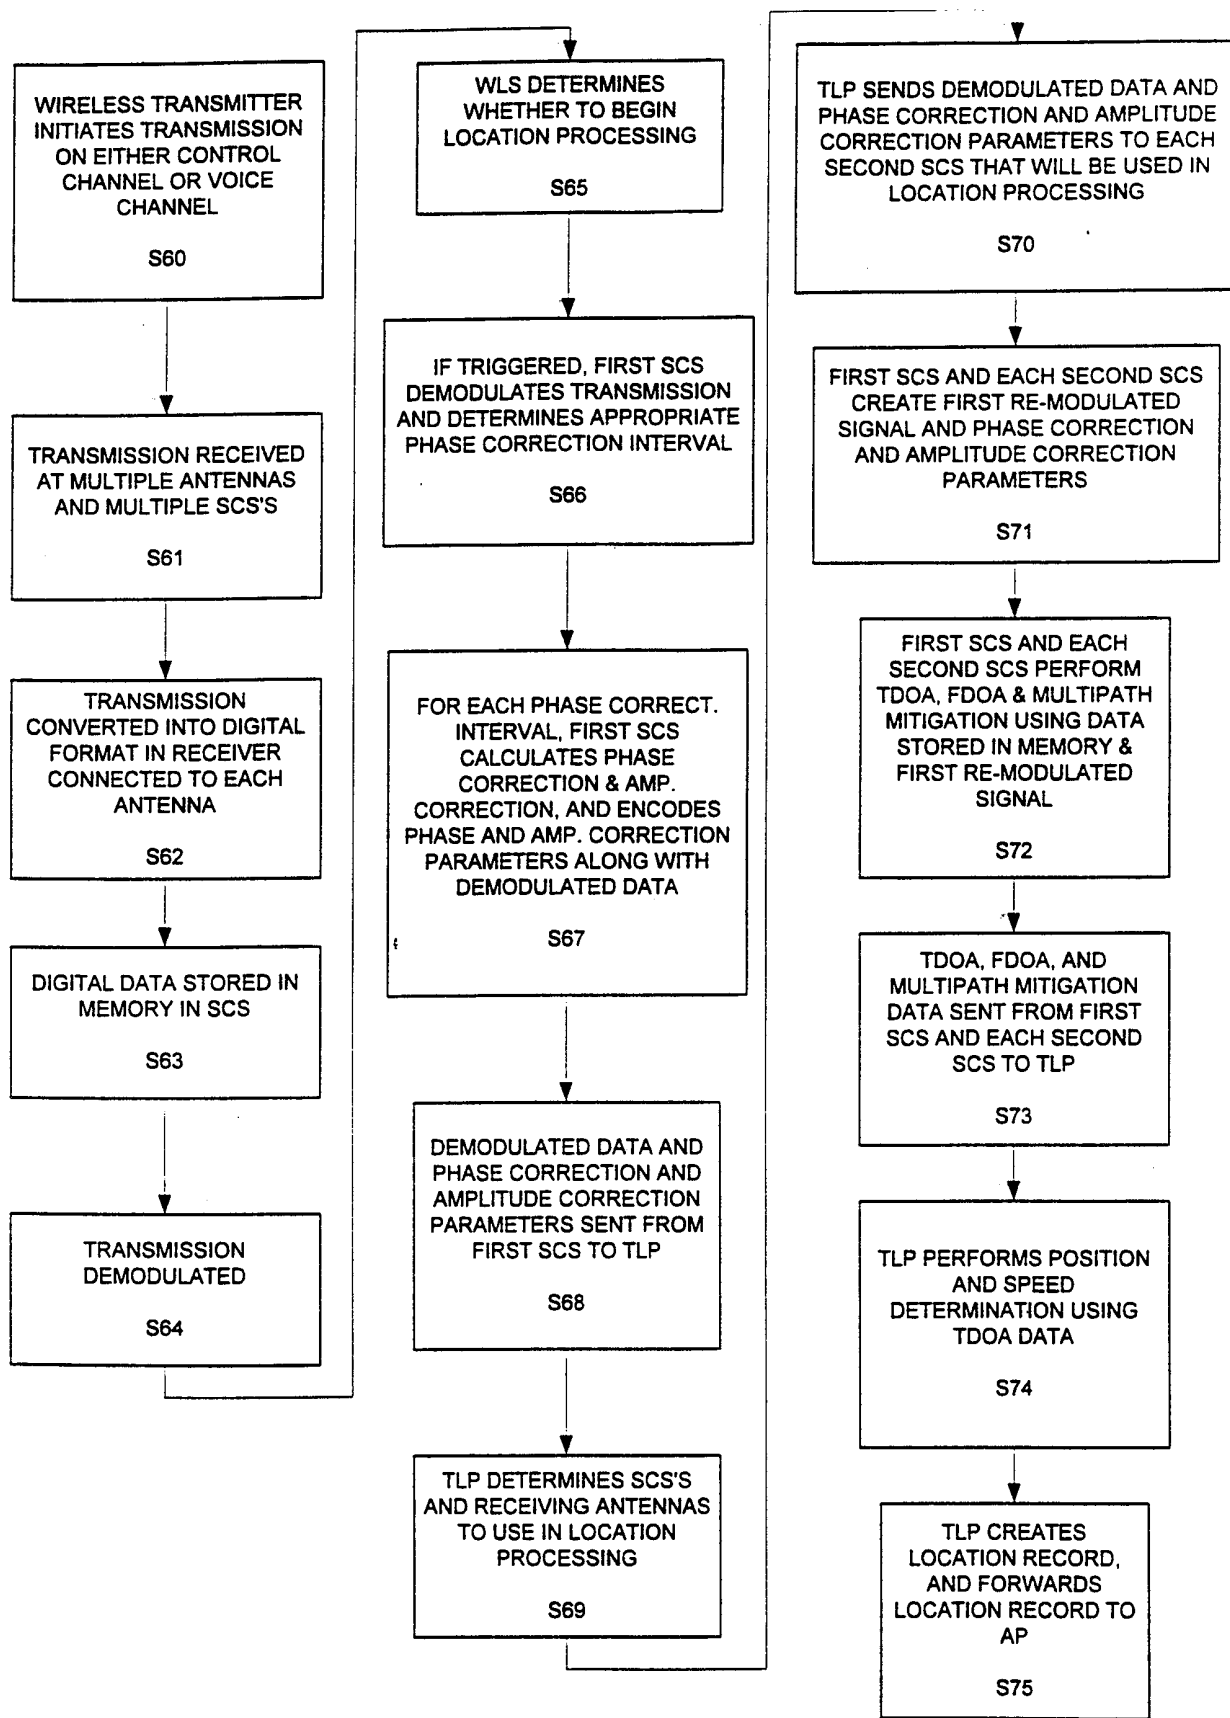 WIRELESS TRANSMITTER
INITIATES TRANSMISSION
ON EITHER CONTROL
CHANNEL OR VOICE
CHANNEL
S60
TRANSMISSION RECEIVED
AT MULTIPLE ANTENNAS
AND MULTIPLE SCS'S
S61
TRANSMISSION
CONVERTED INTO DIGITAL
FORMAT IN RECEIVER
CONNECTED TO EACH
ANTENNA
S62
DIGITAL DATA STORED IN
MEMORY IN SCS
S63
TRANSMISSION
DEMODULATED
S64
WLS DETERMINES
WHETHER TO BEGIN
LOCATION PROCESSING
S65
IF TRIGGERED, FIRST SCS
DEMODULATES TRANSMISSION
AND DETERMINES APPROPRIATE
PHASE CORRECTION INTERVAL
S66
FOR EACH PHASE CORRECT.
INTERVAL, FIRST SCS
CALCULATES PHASE
CORRECTION & AMP.
CORRECTION, AND ENCODES
PHASE AND AMP. CORRECTION
PARAMETERS ALONG WITH
DEMODULATED DATA
S67
DEMODULATED DATA AND
PHASE CORRECTION AND
AMPLITUDE CORRECTION
PARAMETERS SENT FROM
FIRST SCS TO TLP
S68
TLP DETERMINES SCS'S
AND RECEIVING ANTENNAS
TO USE IN LOCATION
PROCESSING
S69
TLP SENDS DEMODULATED DATA AND
PHASE CORRECTION AND AMPLITUDE
CORRECTION PARAMETERS TO EACH
SECOND SCS THAT WILL BE USED IN
LOCATION PROCESSING
S70
FIRST SCS AND EACH SECOND SCS
CREATE FIRST RE-MODULATED
SIGNAL AND PHASE CORRECTION
AND AMPLITUDE CORRECTION
PARAMETERS
S71
FIRST SCS AND EACH
SECOND SCS PERFORM
TDOA, FDOA & MULTIPATH
MITIGATION USING DATA
STORED IN MEMORY &
FIRST RE-MODULATED
SIGNAL
S72
TDOA, FDOA, AND
MULTIPATH MITIGATION
DATA SENT FROM FIRST
SCS AND EACH SECOND
SCS TO TLP
S73
TLP PERFORMS POSITION
AND SPEED
DETERMINATION USING
TDOA DATA
S74
TLP CREATES
LOCATION RECORD,
AND FORWARDS
LOCATION RECORD TO
AP
S75